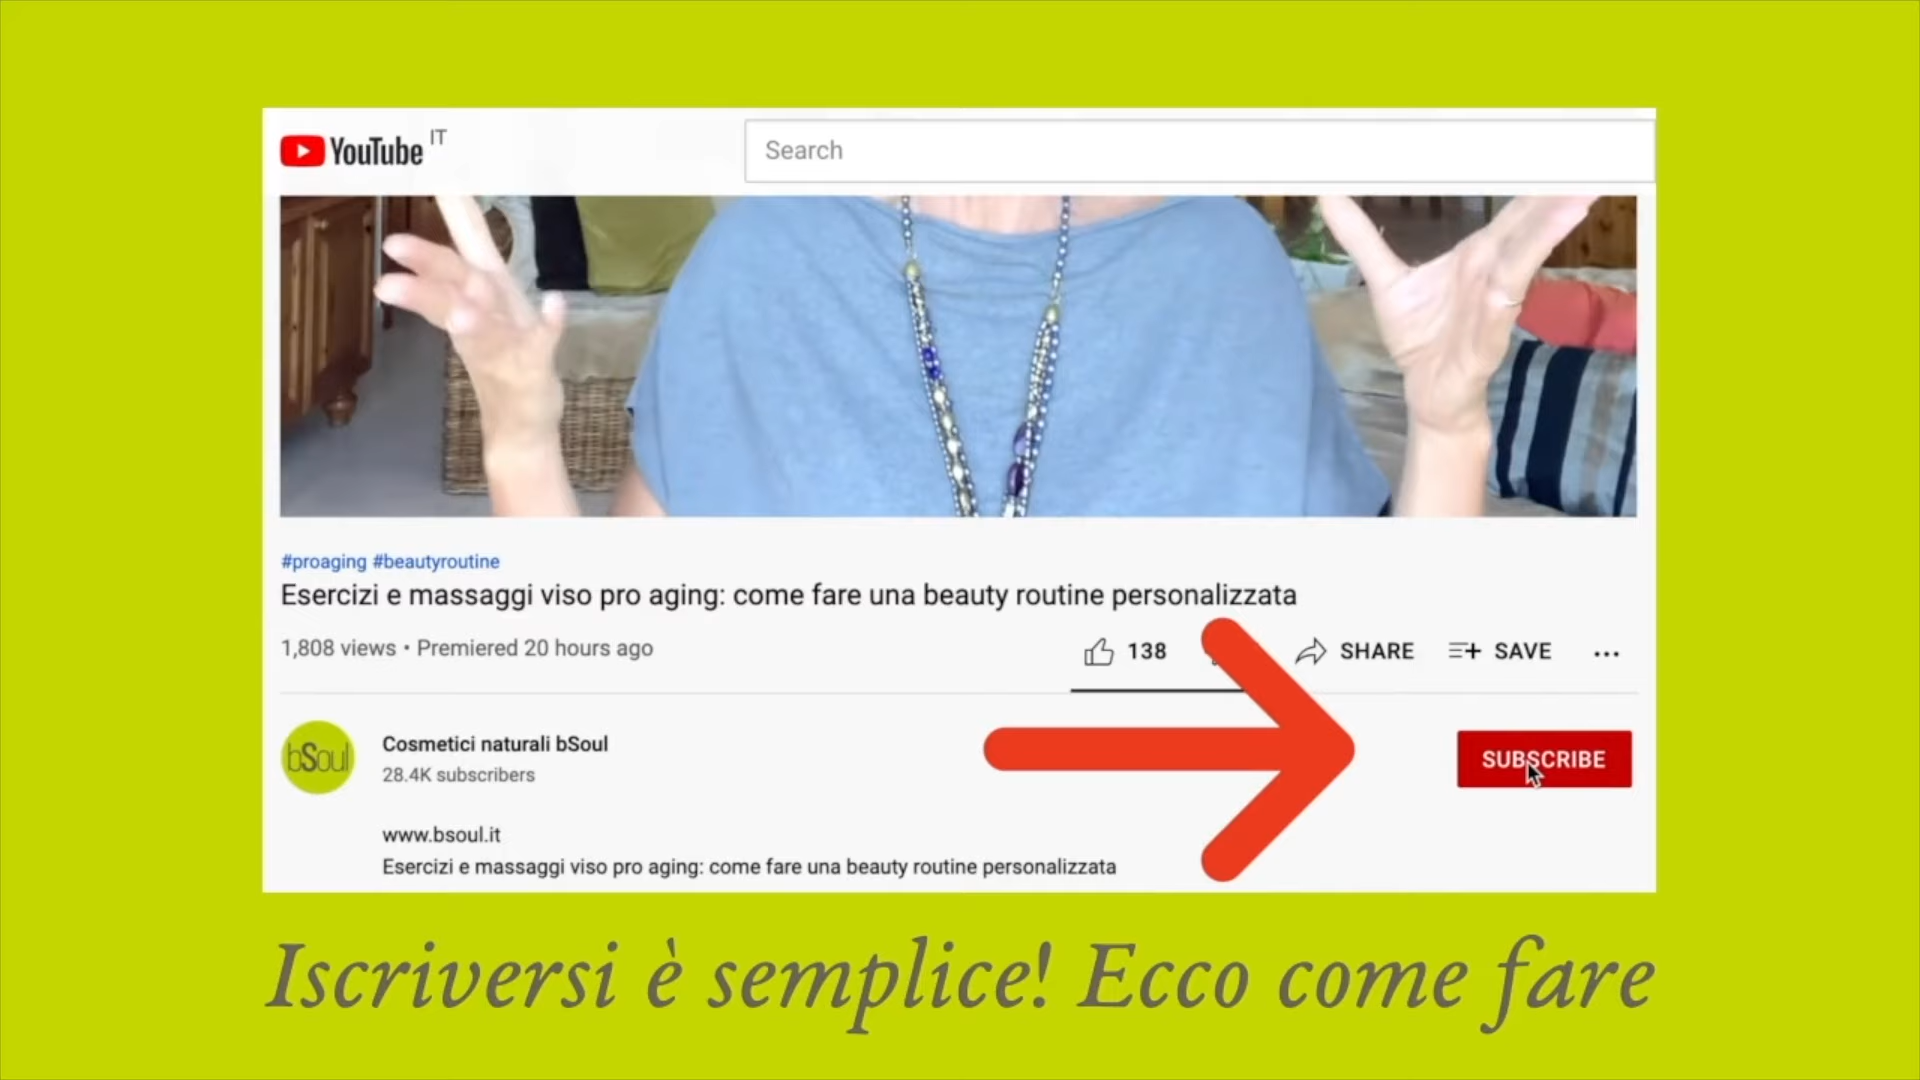 YouTube IT
Search
#proaging #beautyroutine
Esercizi e massaggi viso pro aging: come fare una beauty routine personalizzata
1,808 views • Premiered 20 hours ago
138
SHARE
SAVE
bSoul
Cosmetici naturali bSoul
28.4K subscribers
SUBSCRIBE
www.bsoul.it
Esercizi e massaggi viso pro aging: come fare una beauty routine personalizzata
Iscriversi è semplice! Ecco come fare